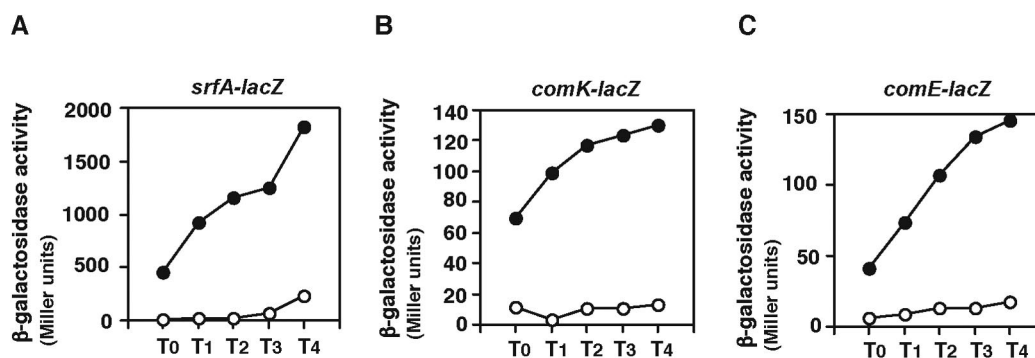 A
srfA-lacZ
β-galactosidase activity
(Miller units)
2000
1500
1000
500
0
T0 T1 T2 T3 T4
B
comK-lacZ
β-galactosidase activity
(Miller units)
140
120
100
80
60
40
20
0
T0 T1 T2 T3 T4
C
comE-lacZ
β-galactosidase activity
(Miller units)
150
100
50
0
T0 T1 T2 T3 T4